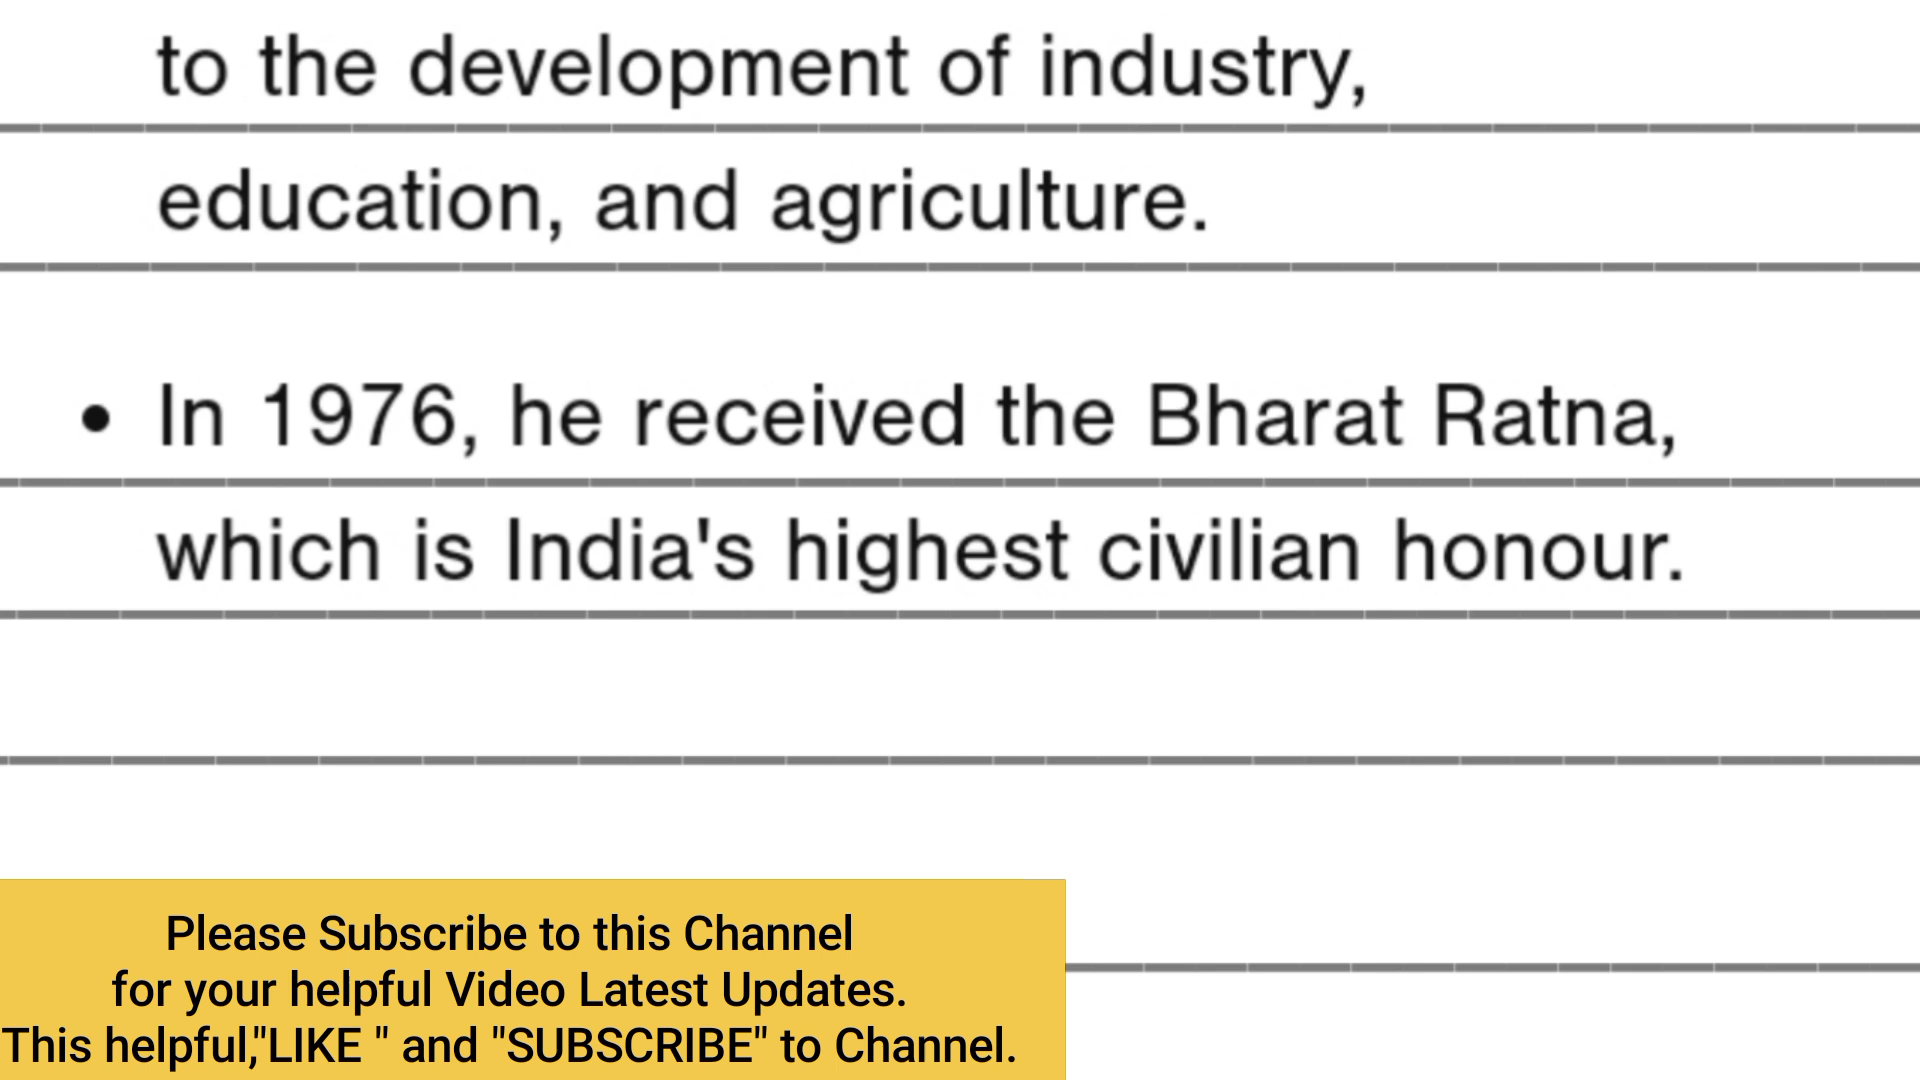 to the development of industry,
education, and agriculture.
• In 1976, he received the Bharat Ratna,
which is India's highest civilian honour.
Please Subscribe to this Channel
for your helpful Video Latest Updates.
This helpful,"LIKE " and "SUBSCRIBE" to Channel.